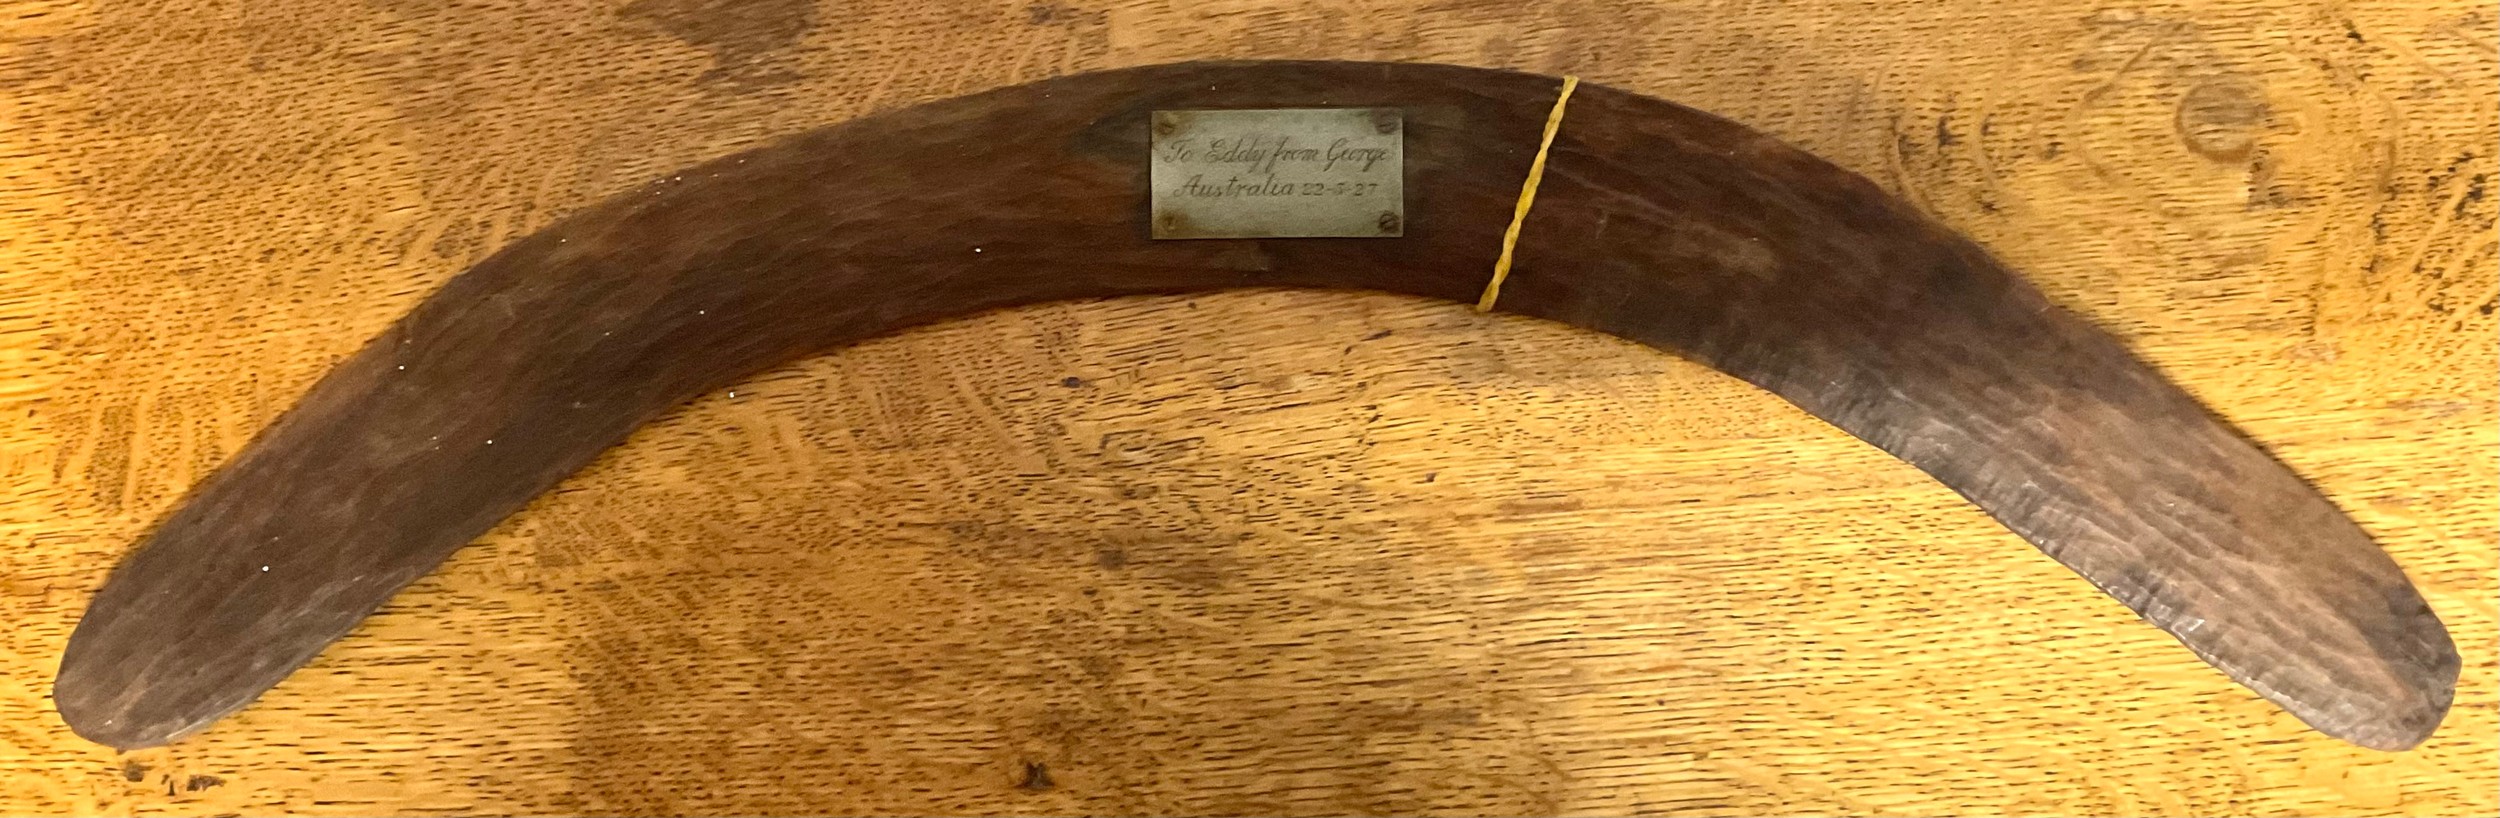 To Eddy from George
Australia 22-5-27